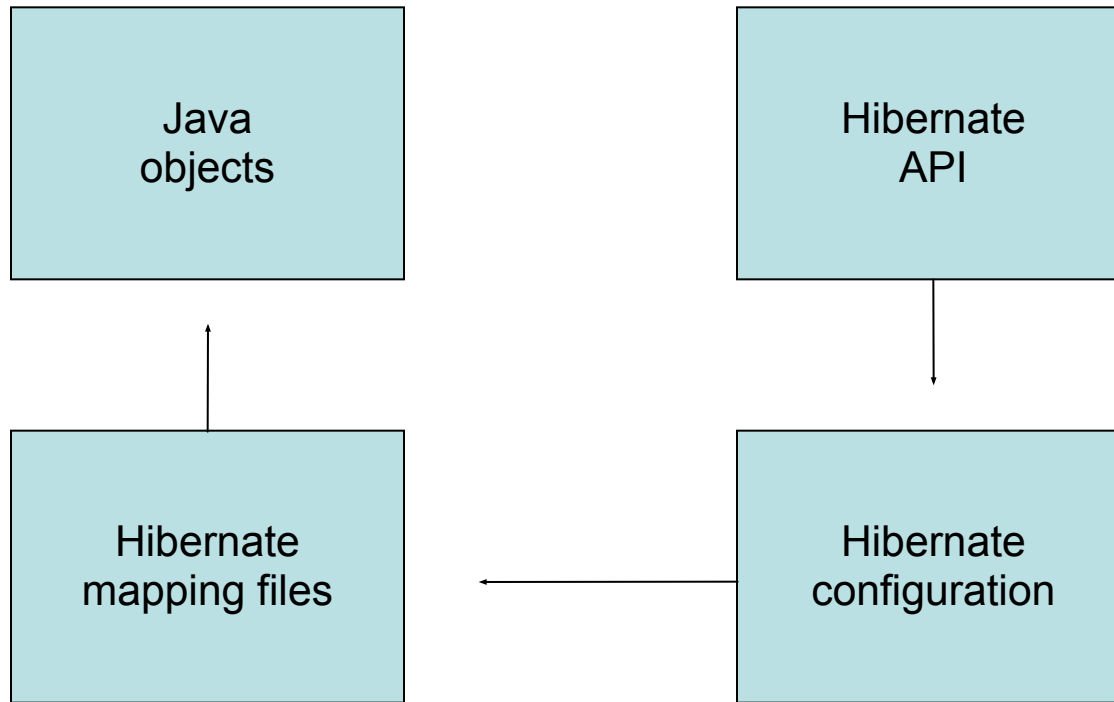 Java
objects
Hibernate
API
Hibernate
mapping files
Hibernate
configuration